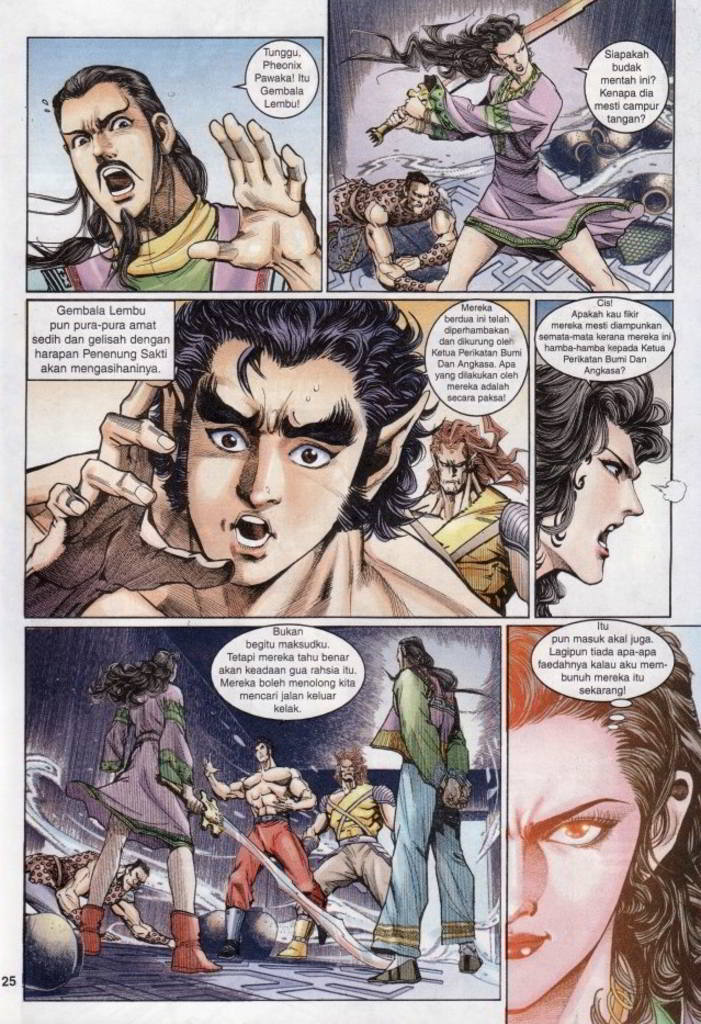 Tunggu,
Pheonix
Pawaka! Itu
Gembala
Lembu!
Siapakah
budak
mentah ini?
Kenapa dia
mesti campur
tangan?
Gembala Lembu
pun pura-pura amat
sedih dan gelisah dengan
harapan Penenung Sakti
akan mengasihaninya.
Mereka
berdua ini telah
diperhambakan
dan dikurung oleh
Ketua Perikatan Bumi
Dan Angkasa. Apa
yang dilakukan oleh
mereka adalah
secara paksa!
Cis!
Apakah kau fikir
mereka mesti diampunkan
semata-mata kerana mereka ini
hamba-hamba kepada Ketua
Perikatan Bumi Dan Angkasa?
Bukan
begitu maksudku.
Tetapi mereka tahu benar
akan keadaan gua rahsia itu.
Mereka boleh menolong kita
mencari jalan keluar
kelak.
Itu
pun masuk akal juga.
Lagipun tiada apa-apa
faedahnya kalau aku mem-
bunuh mereka itu
sekarang!
25